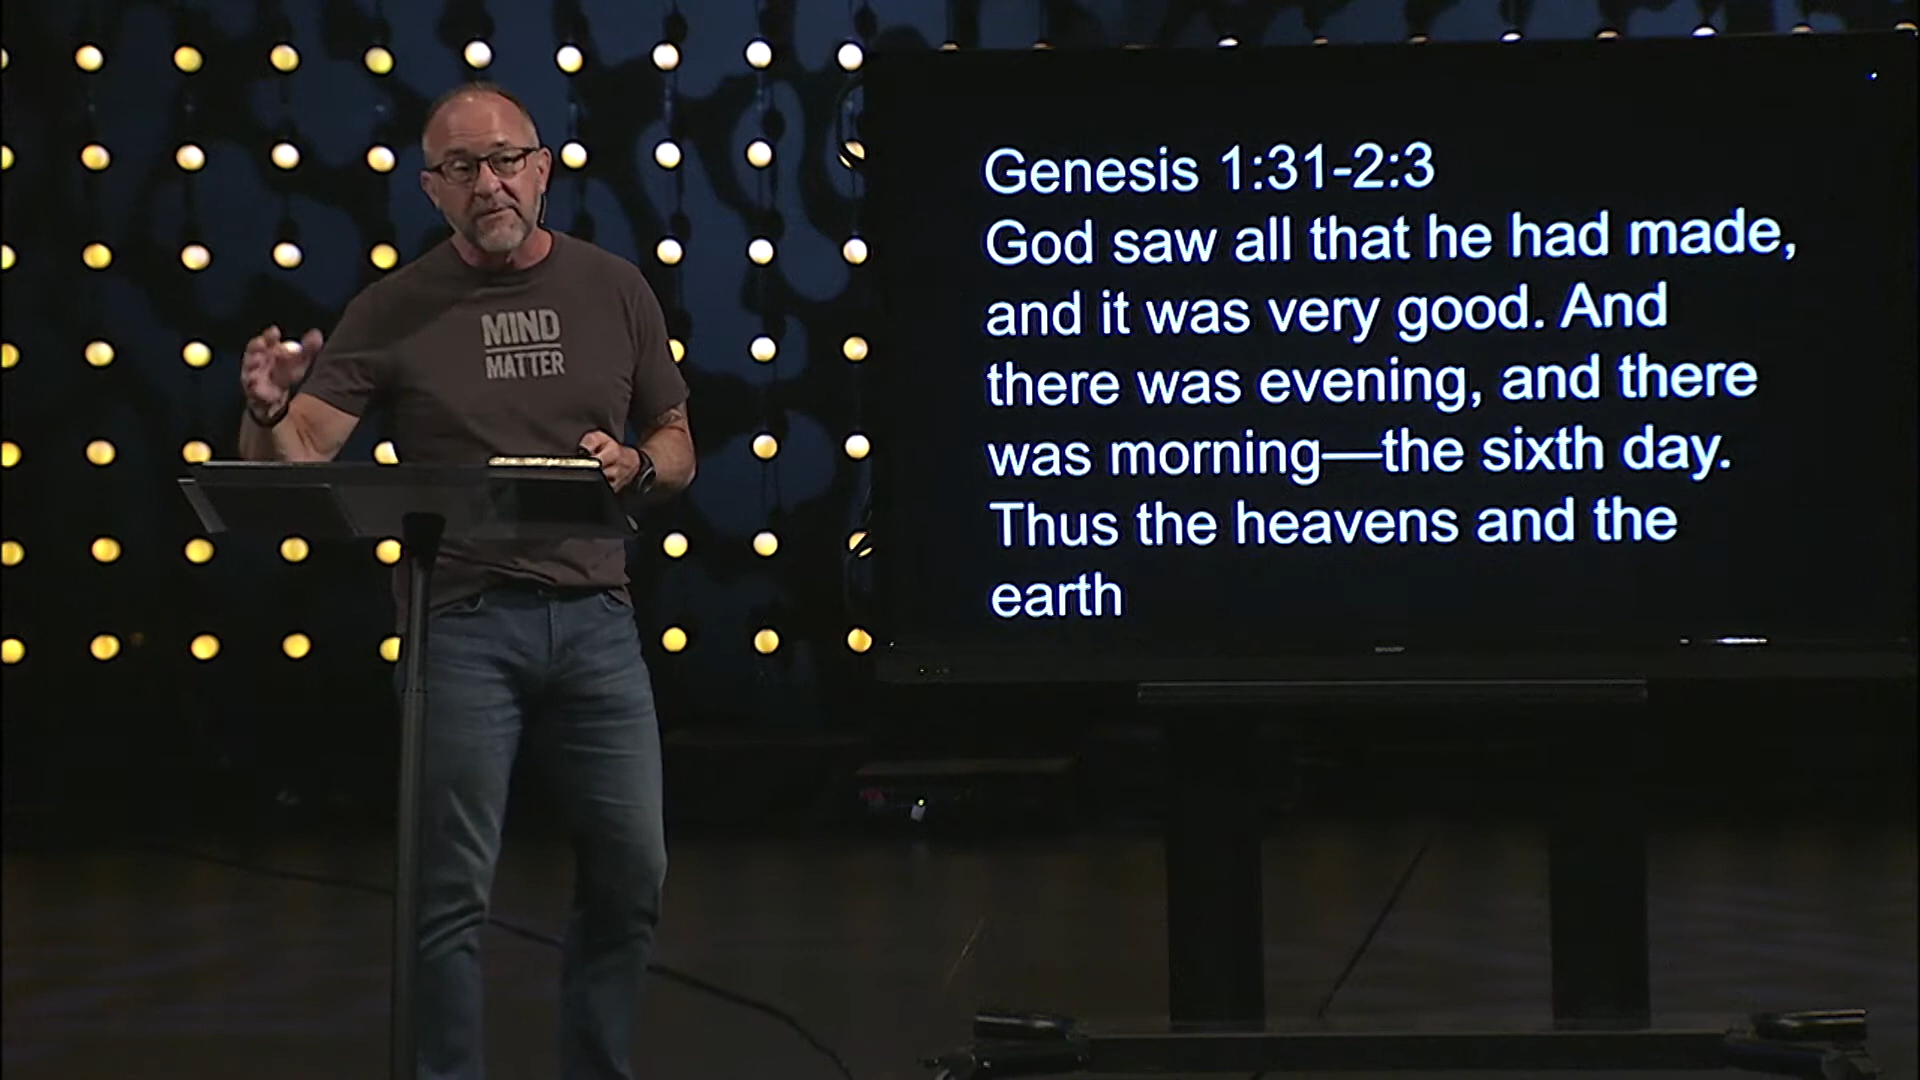 MIND
MATTER
Genesis 1:31-2:3
God saw all that he had made,
and it was very good. And
there was evening, and there
was morning—the sixth day.
Thus the heavens and the
earth
SHARP